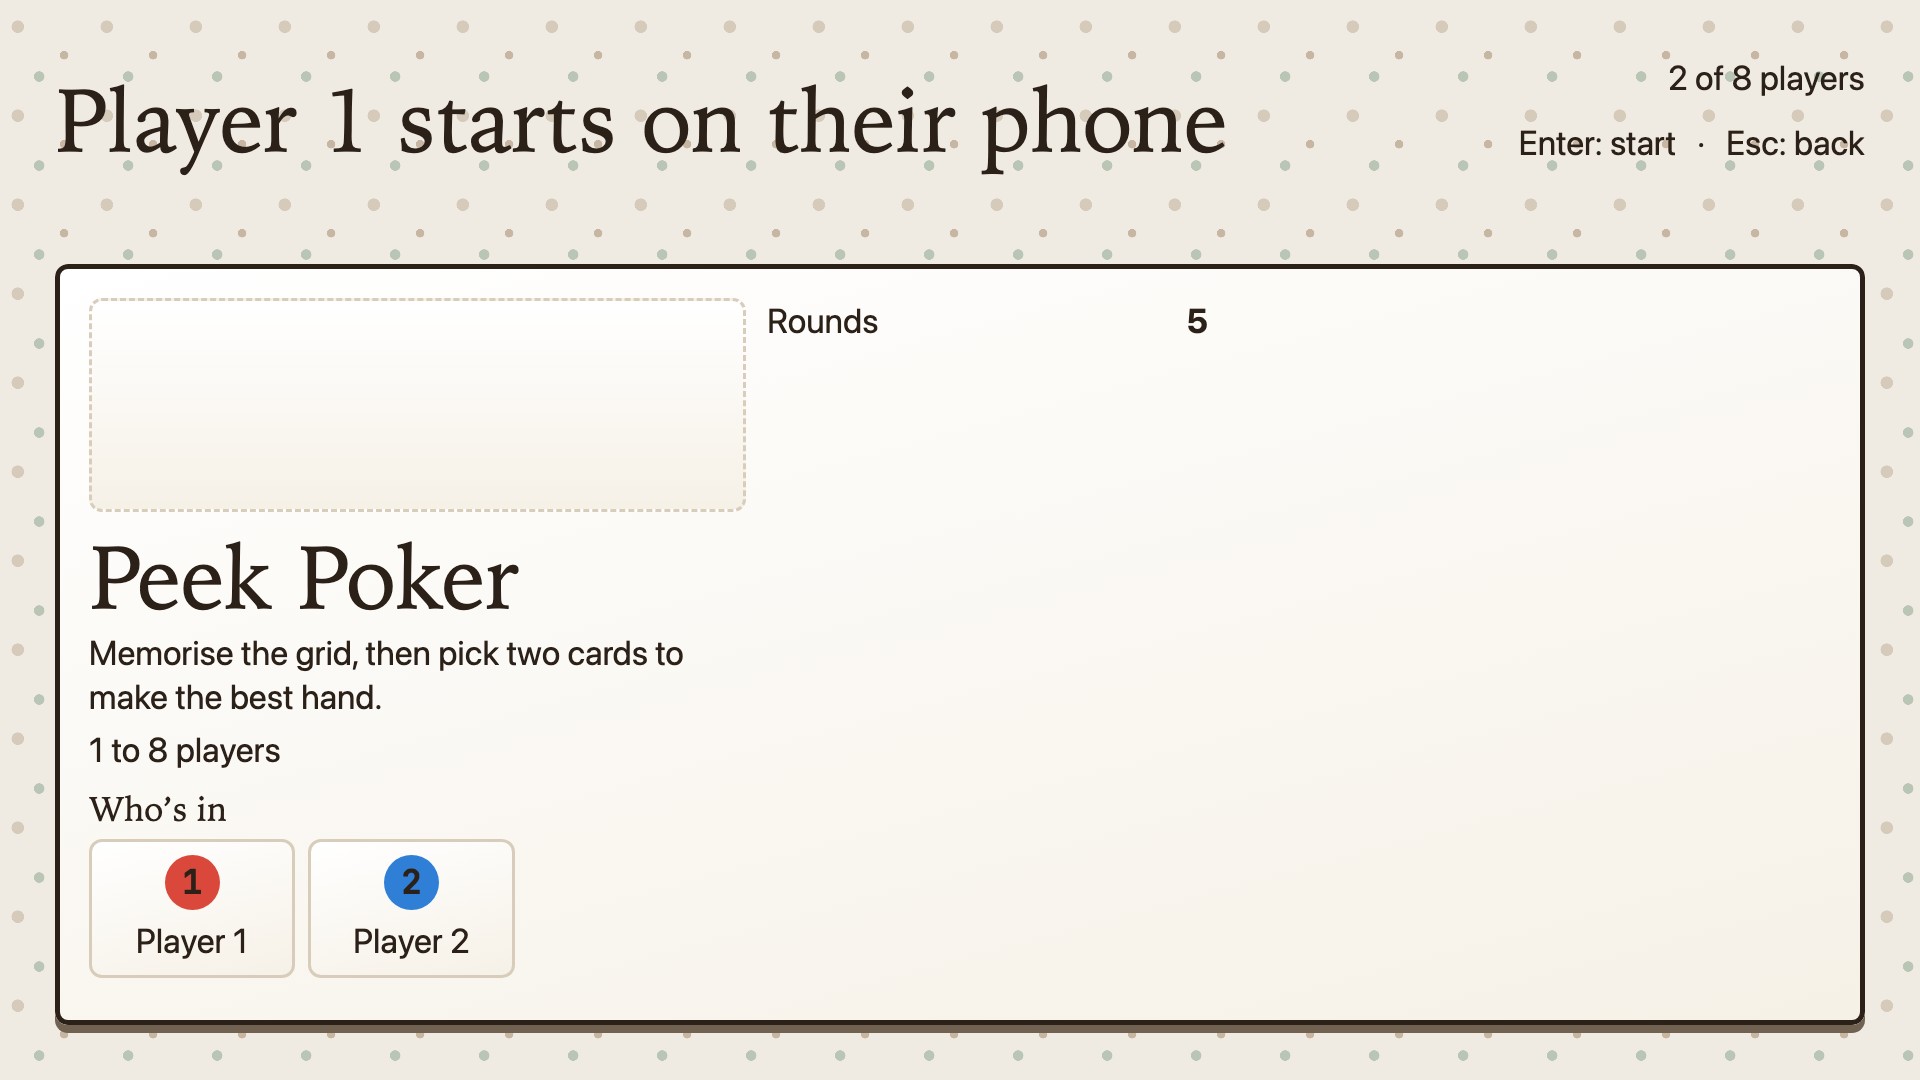 Player 1 starts on their phone
2 of 8 players
Enter: start · Esc: back
Rounds 5
Peek Poker
Memorise the grid, then pick two cards to
make the best hand.
1 to 8 players
Who’s in
1 2
Player 1 Player 2